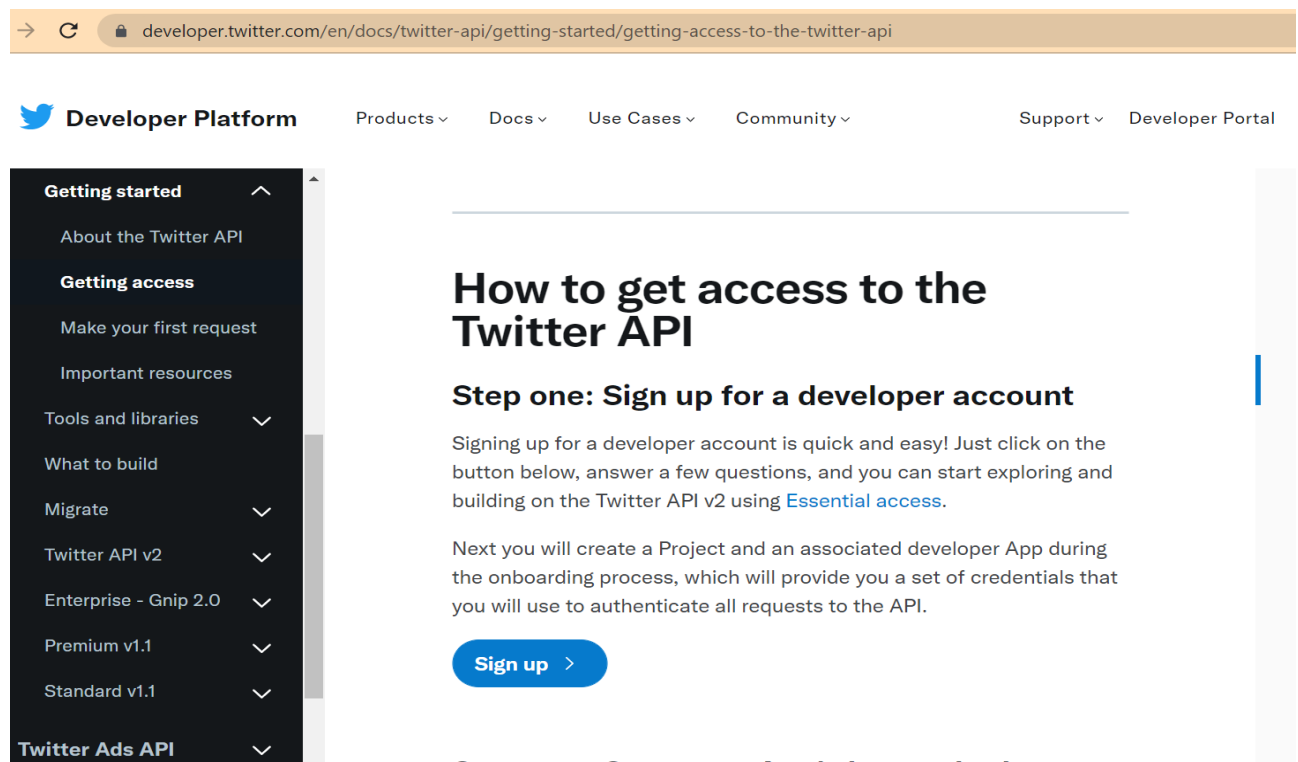 developer.twitter.com/en/docs/twitter-api/getting-started/getting-access-to-the-twitter-api
Developer Platform Products Docs Use Cases Community Support Developer Portal
Getting started
About the Twitter API
Getting access
Make your first request
Important resources
Tools and libraries
What to build
Migrate
Twitter API v2
Enterprise - Gnip 2.0
Premium v1.1
Standard v1.1
Twitter Ads API
How to get access to the
Twitter API
Step one: Sign up for a developer account
Signing up for a developer account is quick and easy! Just click on the
button below, answer a few questions, and you can start exploring and
building on the Twitter API v2 using Essential access.
Next you will create a Project and an associated developer App during
the onboarding process, which will provide you a set of credentials that
you will use to authenticate all requests to the API.
Sign up